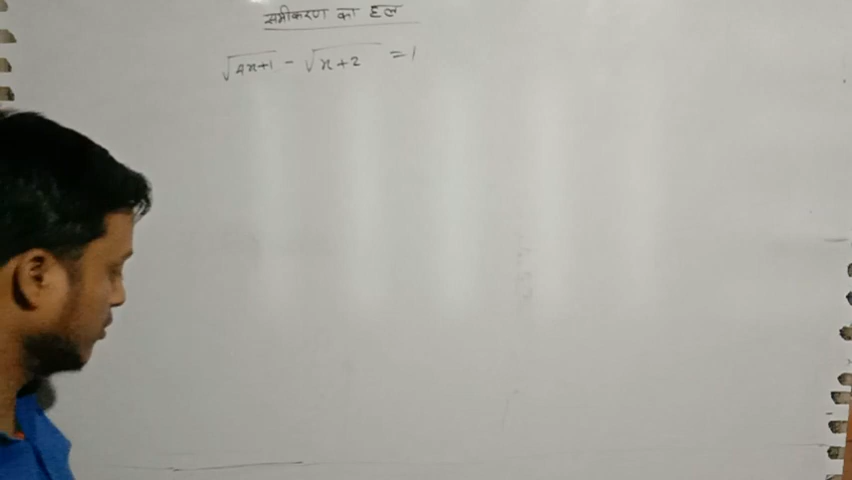 समीकरण का हल
√4x+1 - √x+2 = 1